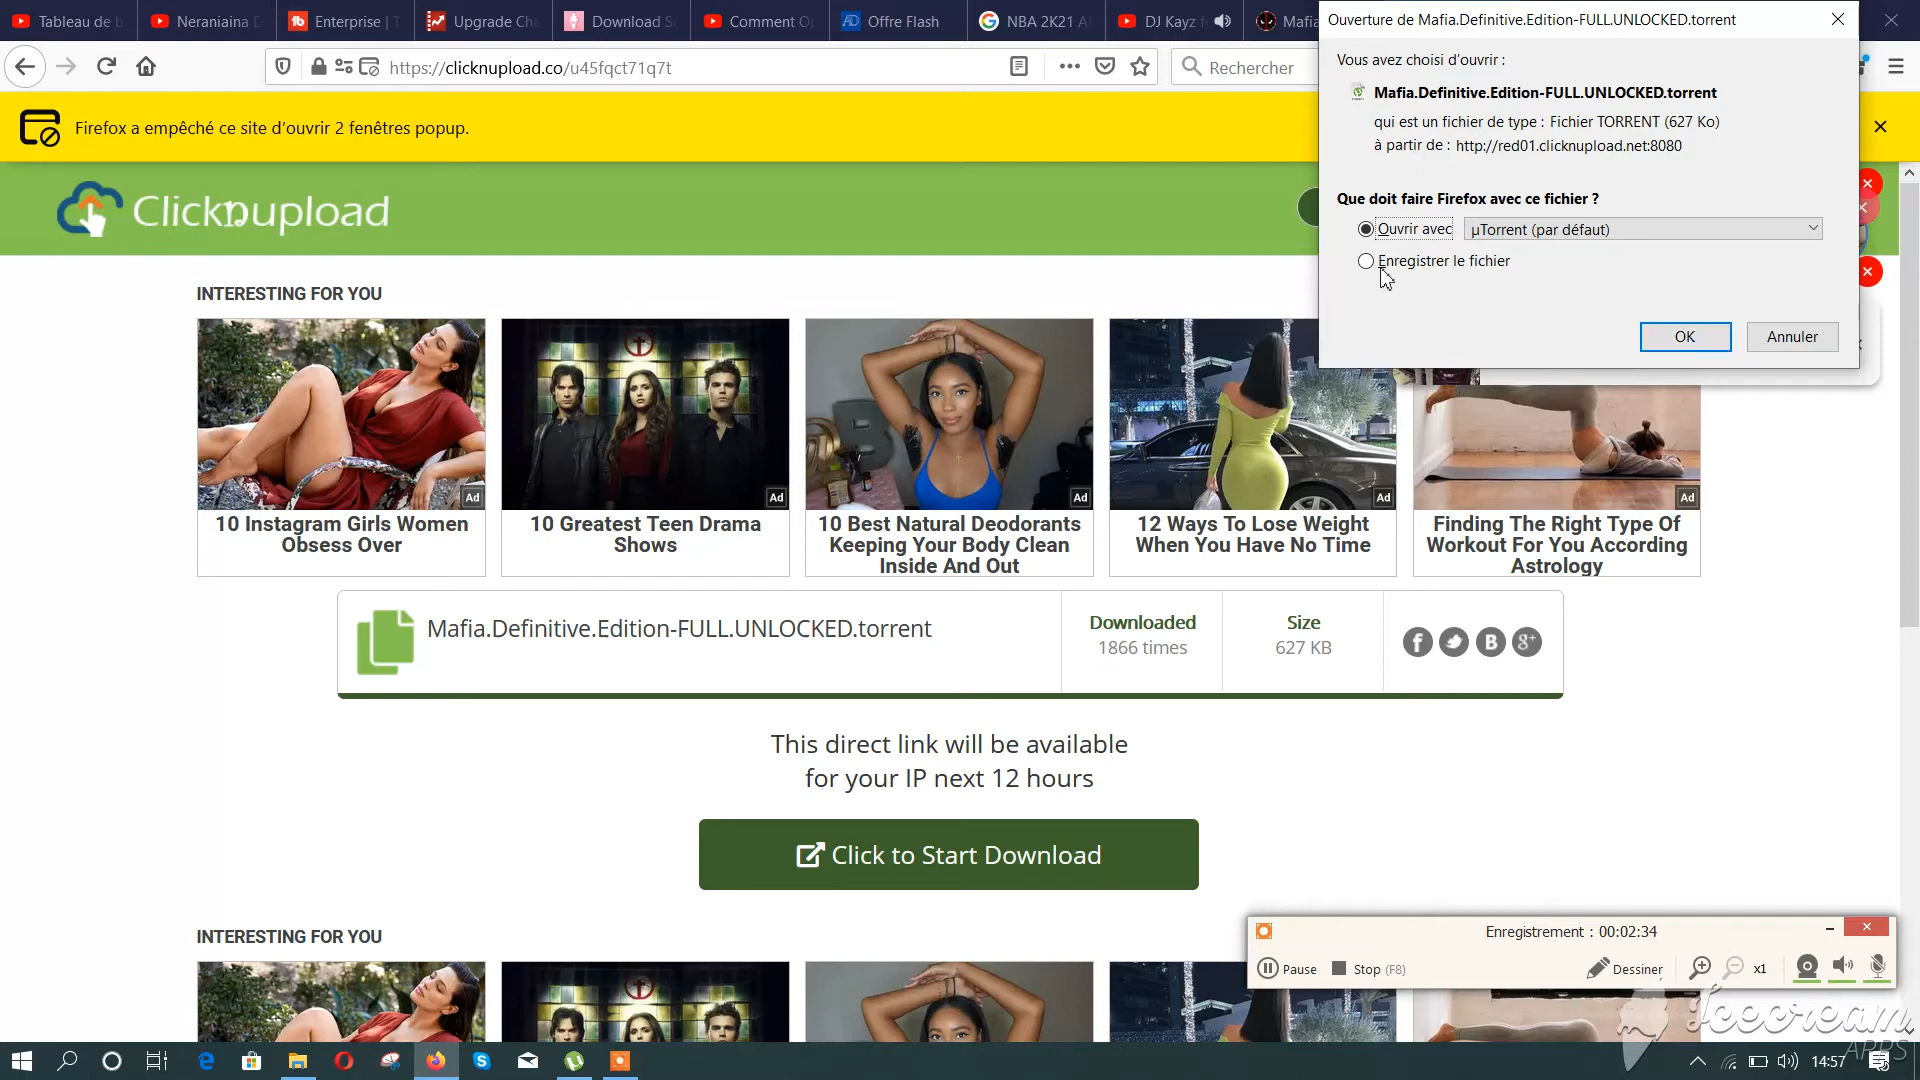 Tableau de b
Neraniaina D
Enterprise | T
Upgrade Cha
Download S
Comment Op
Offre Flash
NBA 2K21 A
DJ Kayz f
Mafia
https://clicknupload.co/u45fqct71q7t
Rechercher
Firefox a empêché ce site d'ouvrir 2 fenêtres popup.
Ouverture de Mafia.Definitive.Edition-FULL.UNLOCKED.torrent
Vous avez choisi d'ouvrir :
Mafia.Definitive.Edition-FULL.UNLOCKED.torrent
qui est un fichier de type : Fichier TORRENT (627 Ko)
à partir de : http://red01.clicknupload.net:8080
Que doit faire Firefox avec ce fichier ?
Ouvrir avec
µTorrent (par défaut)
Enregistrer le fichier
OK
Annuler
Clicknupload
INTERESTING FOR YOU
Ad
Ad
Ad
Ad
Ad
10 Instagram Girls Women
Obsess Over
10 Greatest Teen Drama
Shows
10 Best Natural Deodorants
Keeping Your Body Clean
Inside And Out
12 Ways To Lose Weight
When You Have No Time
Finding The Right Type Of
Workout For You According
Astrology
Mafia.Definitive.Edition-FULL.UNLOCKED.torrent
Downloaded
1866 times
Size
627 KB
This direct link will be available
for your IP next 12 hours
Click to Start Download
INTERESTING FOR YOU
Enregistrement : 00:02:34
Pause
Stop (F8)
Dessiner
x1
Icecream
APPS
14:57